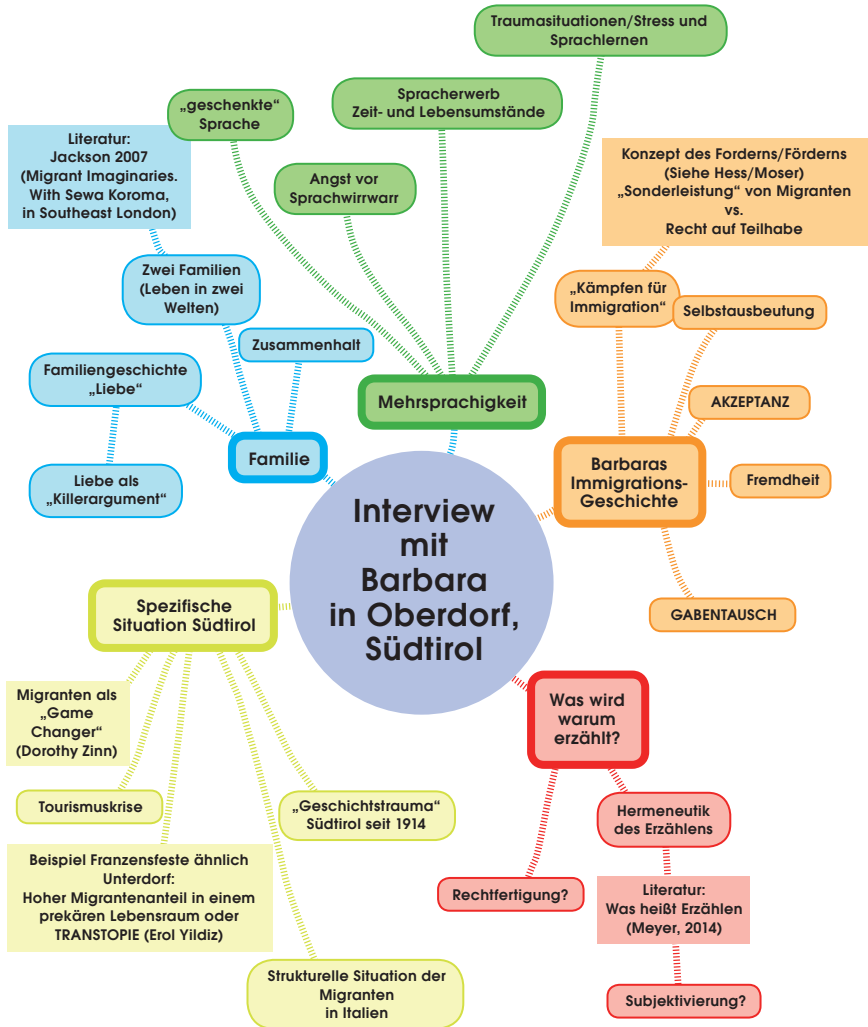 Traumasituationen/Stress und
Sprachlernen
Spracherwerb
Zeit- und Lebensumstände
„geschenkte“
Sprache
Angst vor
Sprachwirrwarr
Mehrsprachigkeit
Literatur:
Jackson 2007
(Migrant Imaginaries.
With Sewa Koroma,
in Southeast London)
Zwei Familien
(Leben in zwei
Welten)
Zusammenhalt
Familiengeschichte
„Liebe“
Liebe als
„Killerargument“
Familie
Konzept des Forderns/Förderns
(Siehe Hess/Moser)
„Sonderleistung“ von Migranten
vs.
Recht auf Teilhabe
„Kämpfen für
Immigration“
Selbstausbeutung
AKZEPTANZ
Fremdheit
GABENTAUSCH
Barbaras
Immigrations-
Geschichte
Interview
mit
Barbara
in Oberdorf,
Südtirol
Spezifische
Situation Südtirol
Migranten als
„Game
Changer“
(Dorothy Zinn)
Tourismuskrise
Beispiel Franzensfeste ähnlich
Unterdorf:
Hoher Migrantenanteil in einem
prekären Lebensraum oder
TRANSTOPIE (Erol Yildiz)
„Geschichtstrauma“
Südtirol seit 1914
Strukturelle Situation der
Migranten
in Italien
Was wird
warum
erzählt?
Rechtfertigung?
Hermeneutik
des Erzählens
Literatur:
Was heißt Erzählen
(Meyer, 2014)
Subjektivierung?